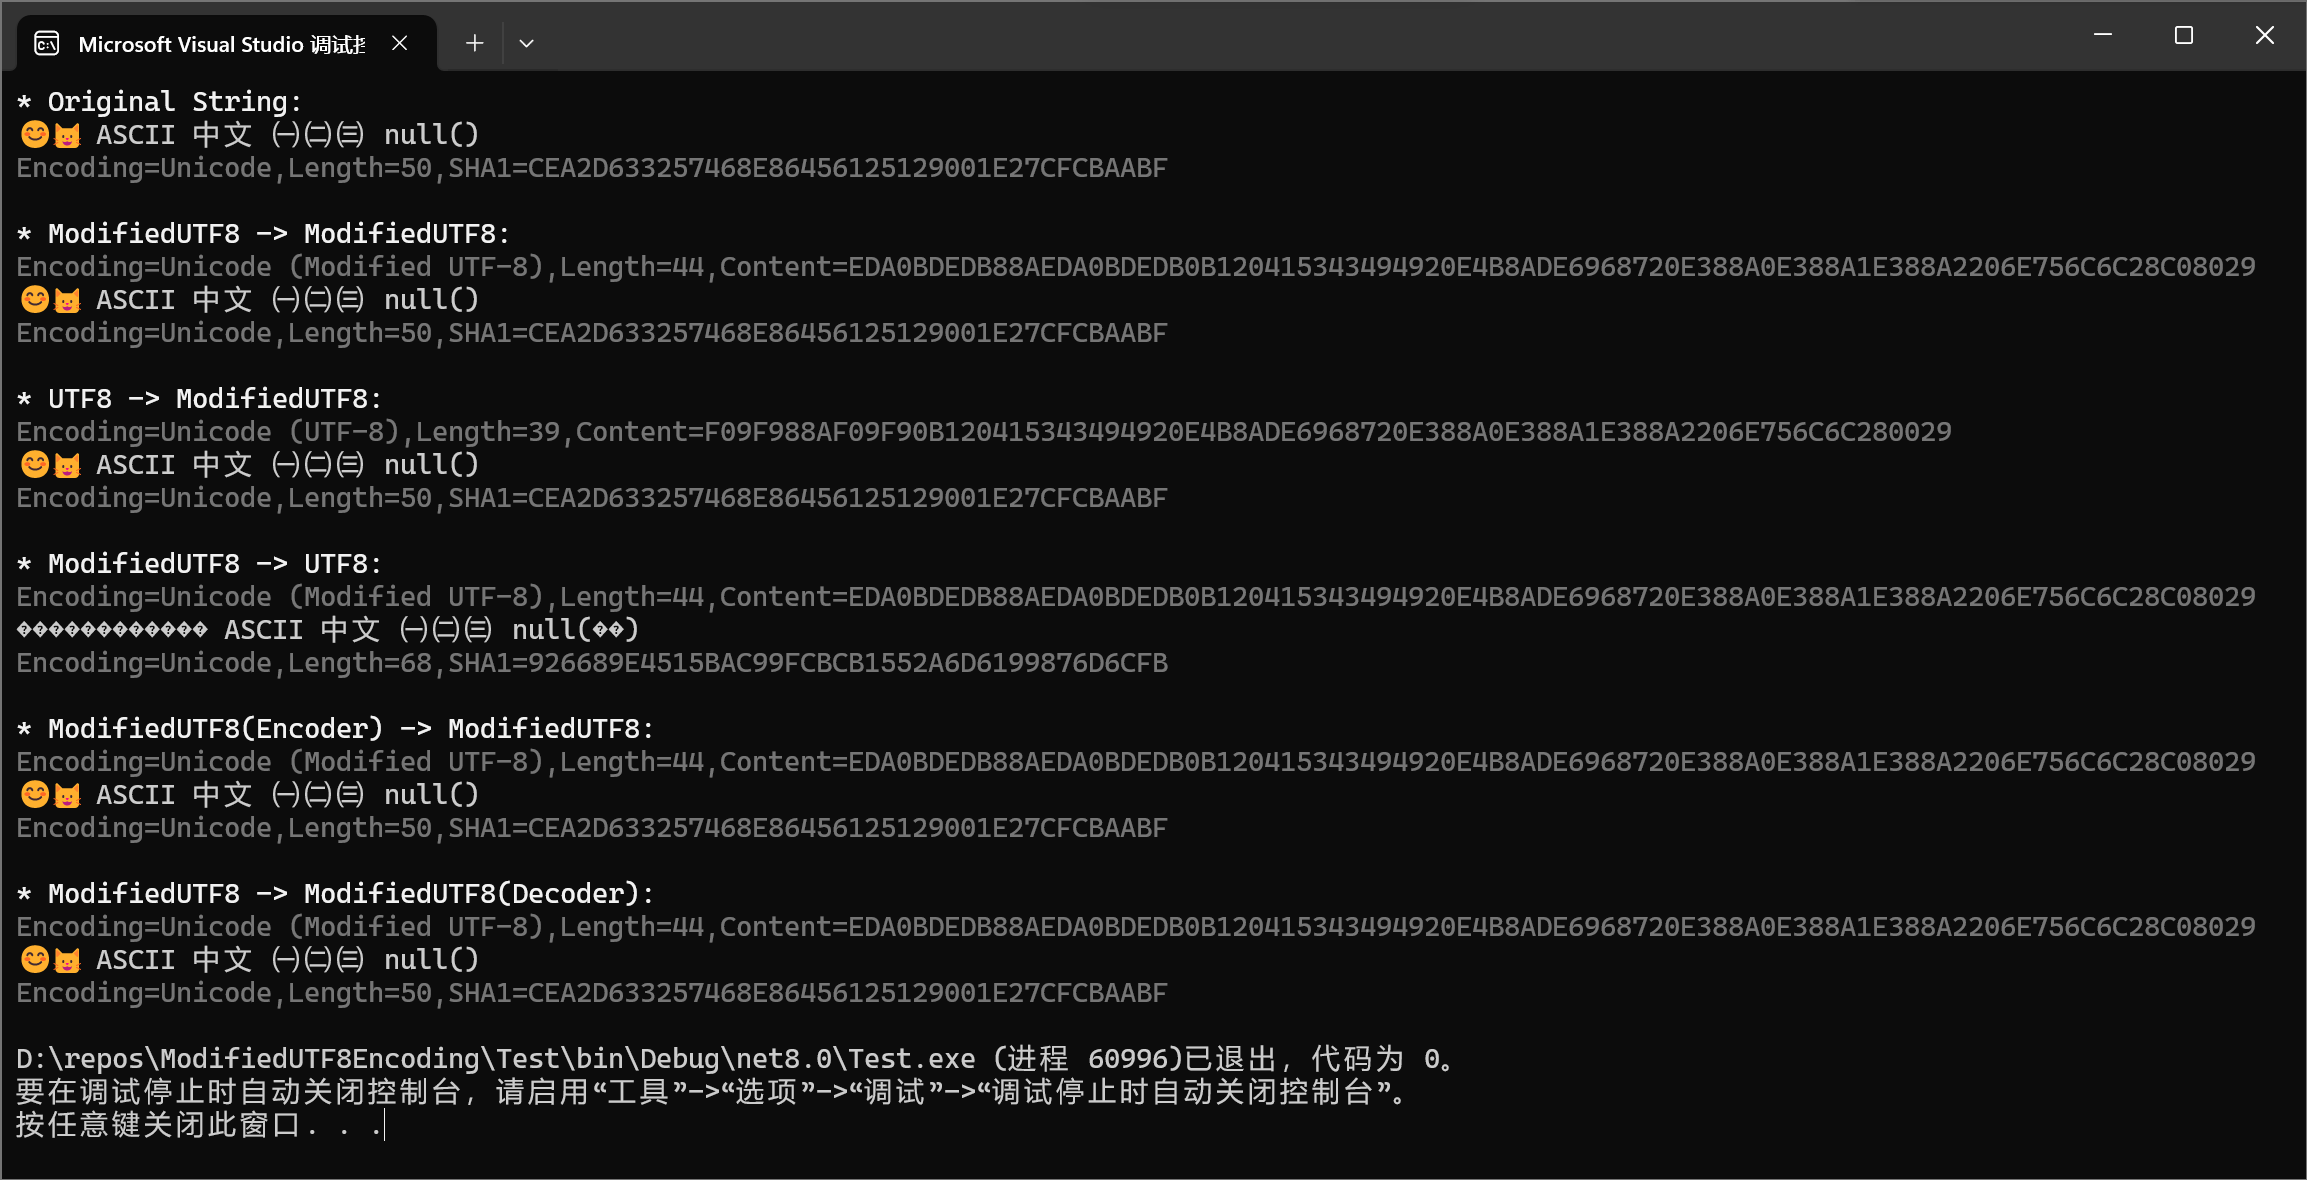 Microsoft Visual Studio 调试
* Original String:
😊😺 ASCII 中文 ㈠㈡㈢ null()
Encoding=Unicode,Length=50,SHA1=CEA2D633257468E86456125129001E27CFCBAABF
* ModifiedUTF8 -> ModifiedUTF8:
Encoding=Unicode (Modified UTF-8),Length=44,Content=EDA0BDEDB88AEDA0BDEDB0B1204153434949​20E4B8ADE6968720E388A0E388A1E388A2206E756C6C28C08029
😊😺 ASCII 中文 ㈠㈡㈢ null()
Encoding=Unicode,Length=50,SHA1=CEA2D633257468E86456125129001E27CFCBAABF
* UTF8 -> ModifiedUTF8:
Encoding=Unicode (UTF-8),Length=39,Content=F09F988AF09F90B120415343494920E4B8ADE6968720E388A0E388A1E388A2206E756C6C280029
😊😺 ASCII 中文 ㈠㈡㈢ null()
Encoding=Unicode,Length=50,SHA1=CEA2D633257468E86456125129001E27CFCBAABF
* ModifiedUTF8 -> UTF8:
Encoding=Unicode (Modified UTF-8),Length=44,Content=EDA0BDEDB88AEDA0BDEDB0B120415343494920E4B8ADE6968720E388A0E388A1E388A2206E756C6C28C08029
������������ ASCII 中文 ㈠㈡㈢ null(��)
Encoding=Unicode,Length=68,SHA1=926689E4515BAC99FCBCB1552A6D6199876D6CFB
* ModifiedUTF8(Encoder) -> ModifiedUTF8:
Encoding=Unicode (Modified UTF-8),Length=44,Content=EDA0BDEDB88AEDA0BDEDB0B120415343494920E4B8ADE6968720E388A0E388A1E388A2206E756C6C28C08029
😊😺 ASCII 中文 ㈠㈡㈢ null()
Encoding=Unicode,Length=50,SHA1=CEA2D633257468E86456125129001E27CFCBAABF
* ModifiedUTF8 -> ModifiedUTF8(Decoder):
Encoding=Unicode (Modified UTF-8),Length=44,Content=EDA0BDEDB88AEDA0BDEDB0B120415343494920E4B8ADE6968720E388A0E388A1E388A2206E756C6C28C08029
😊😺 ASCII 中文 ㈠㈡㈢ null()
Encoding=Unicode,Length=50,SHA1=CEA2D633257468E86456125129001E27CFCBAABF
D:\repos\ModifiedUTF8Encoding\Test\bin\Debug\net8.0\Test.exe (进程 60996)已退出，代码为 0。
要在调试停止时自动关闭控制台，请启用“工具”->“选项”->“调试”->“调试停止时自动关闭控制台”。
按任意键关闭此窗口. . .